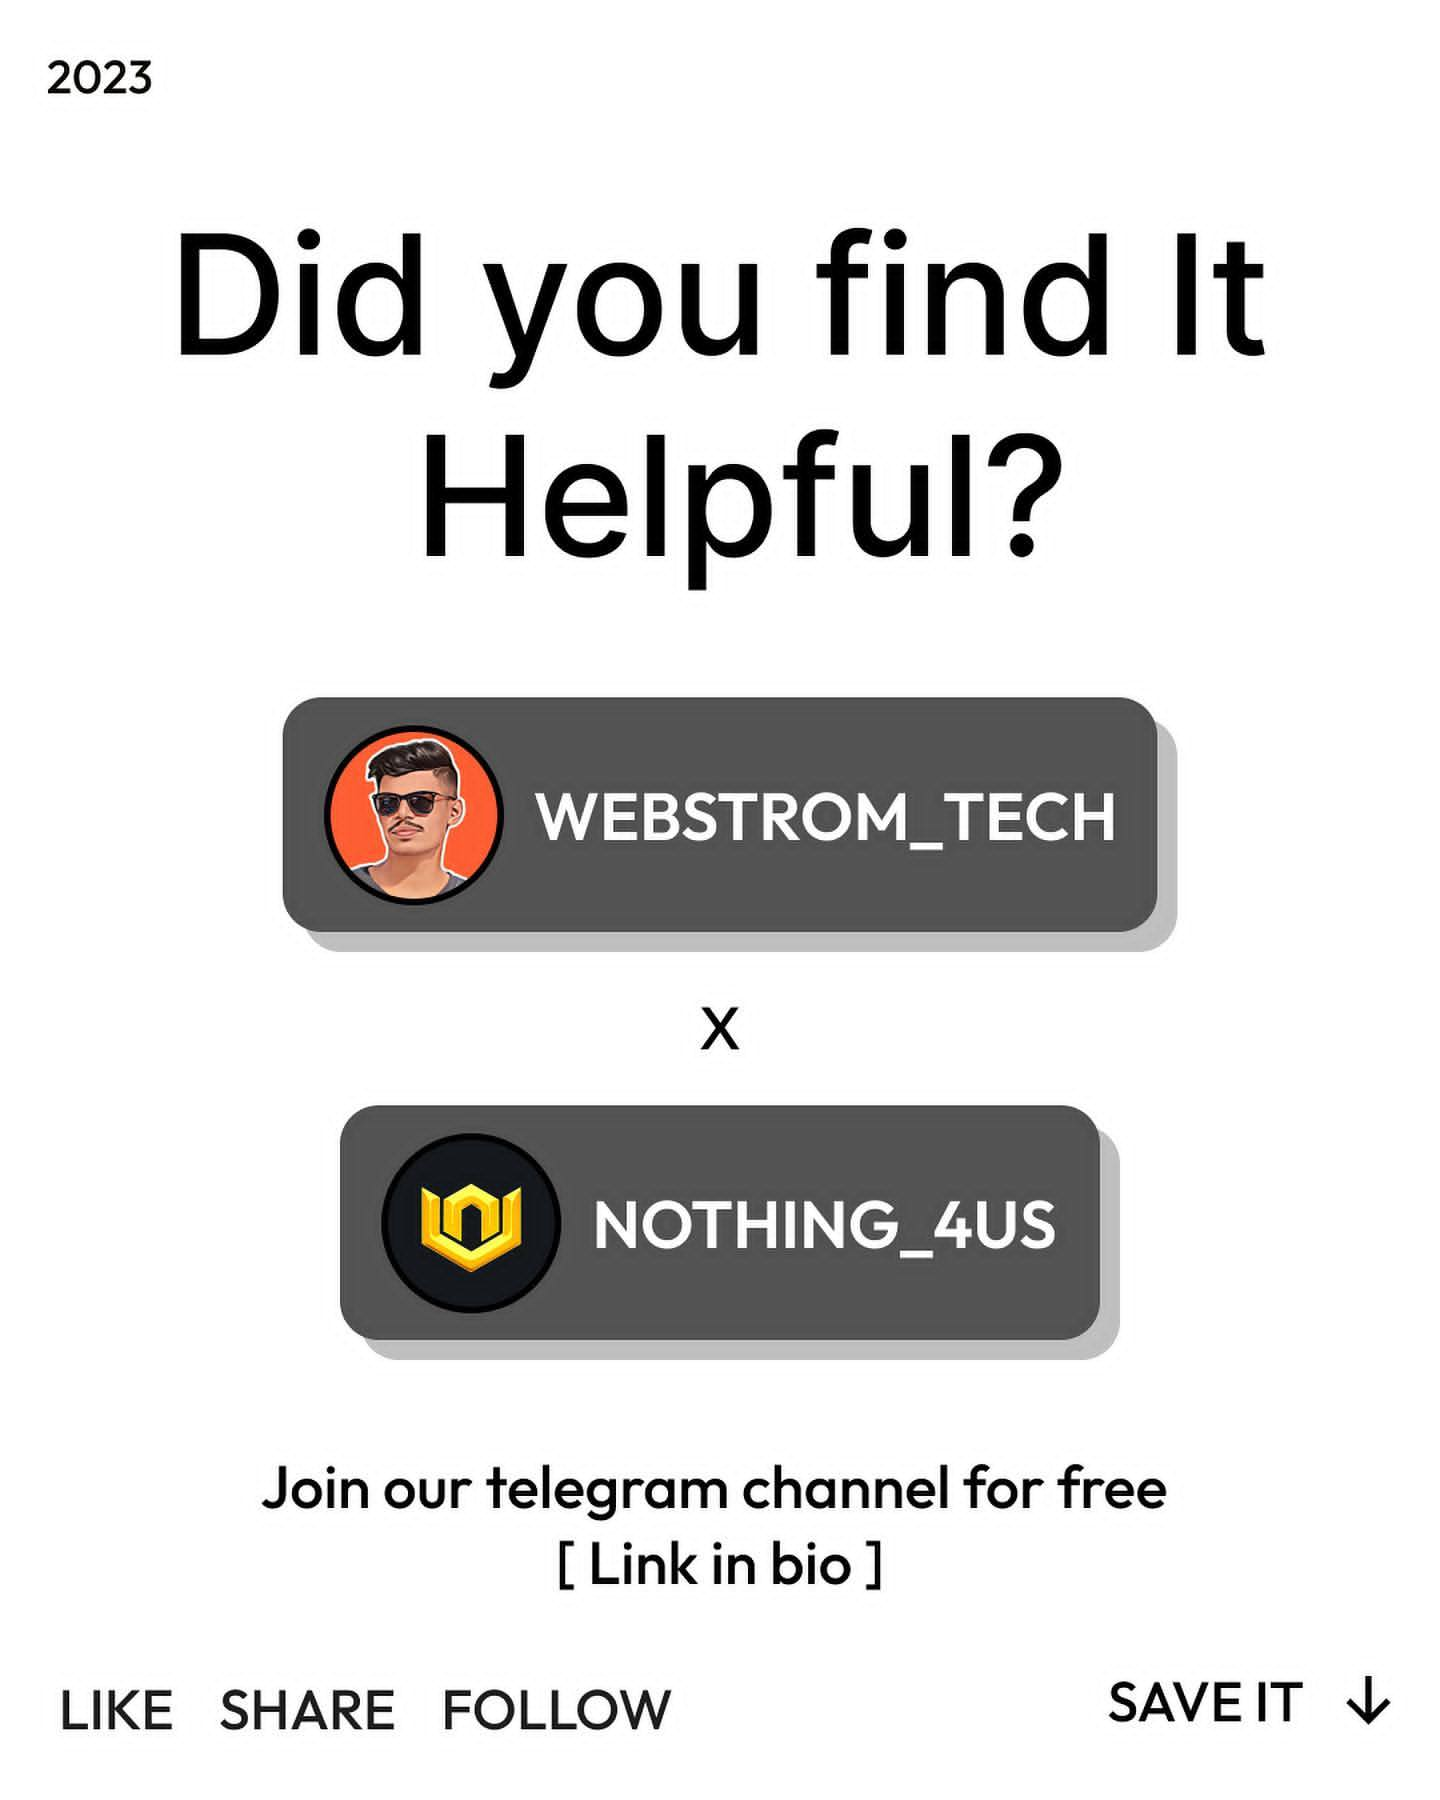 2023
Did you find It
Helpful?
WEBSTROM_TECH
X
NOTHING_4US
Join our telegram channel for free
[ Link in bio ]
LIKE SHARE FOLLOW
SAVE IT ↓